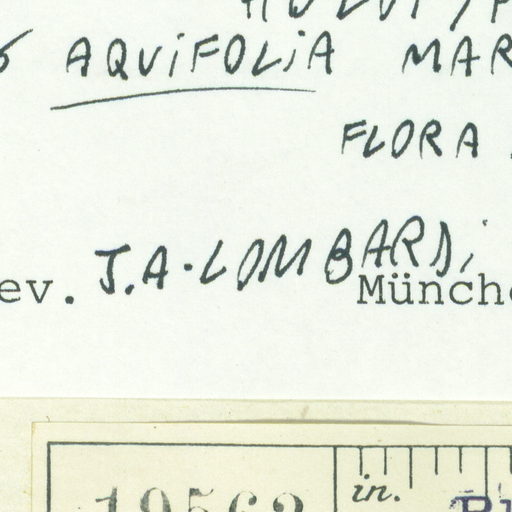 AQUiFOLiA MAR
FLORA
ev. J.A. LOMBARDi
Münch
in.